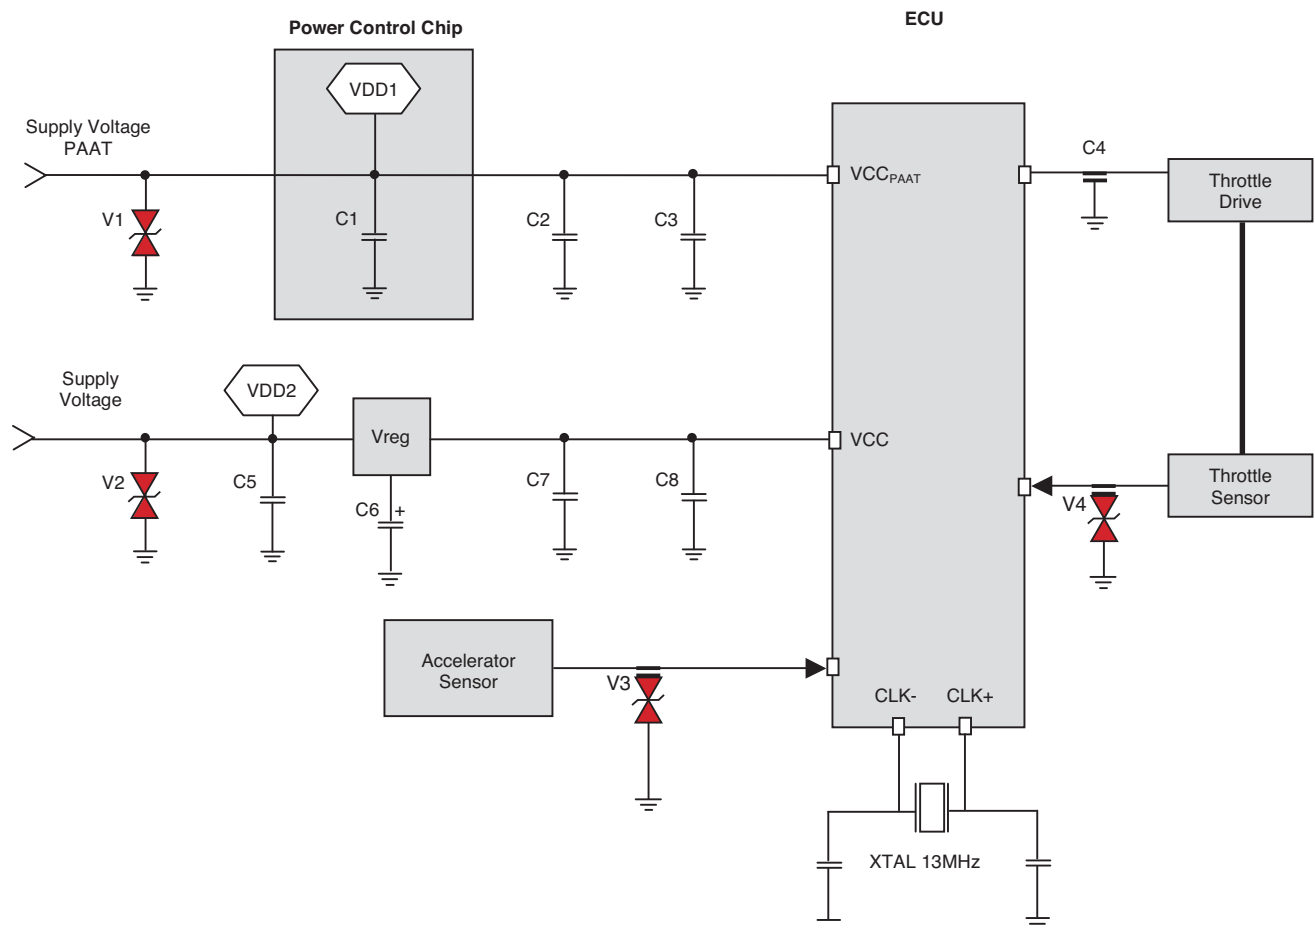 ECU
Power Control Chip
VDD1
Supply Voltage
PAAT
C4
VCCPAAT
Throttle
Drive
V1
C1
C2
C3
Supply
Voltage
VDD2
Vreg
VCC
V2
C5
C6
+
C7
C8
Throttle
Sensor
V4
Accelerator
Sensor
V3
CLK-
CLK+
XTAL 13MHz